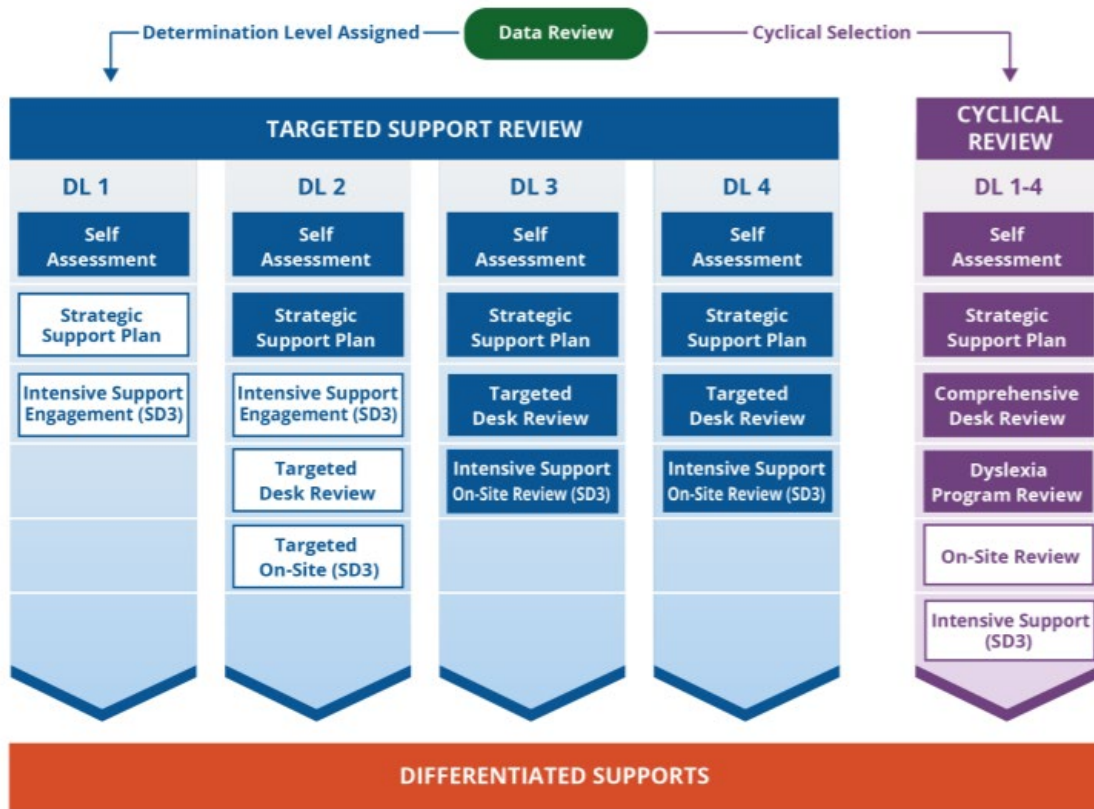 Determination Level Assigned
Data Review
Cyclical Selection
TARGETED SUPPORT REVIEW
CYCLICAL
REVIEW
DL 1
Self
Assessment
Strategic
Support Plan
Intensive Support
Engagement (SD3)
DL 2
Self
Assessment
Strategic
Support Plan
Intensive Support
Engagement (SD3)
Targeted
Desk Review
Targeted
On-Site (SD3)
DL 3
Self
Assessment
Strategic
Support Plan
Targeted
Desk Review
Intensive Support
On-Site Review (SD3)
DL 4
Self
Assessment
Strategic
Support Plan
Targeted
Desk Review
Intensive Support
On-Site Review (SD3)
DL 1-4
Self
Assessment
Strategic
Support Plan
Comprehensive
Desk Review
Dyslexia
Program Review
On-Site Review
Intensive Support
(SD3)
DIFFERENTIATED SUPPORTS